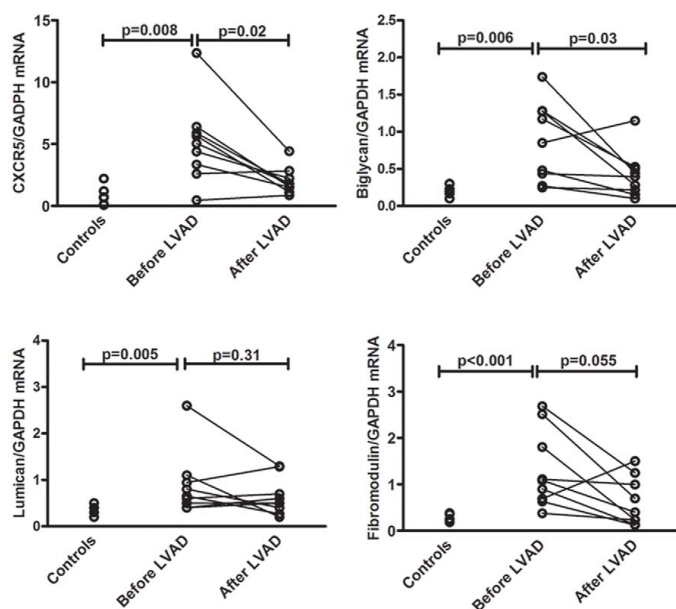 CXCR5/GADPH mRNA
15
10
5
0
p=0.008
p=0.02
Controls
Before LVAD
After LVAD
Biglycan/GAPDH mRNA
2.5
2.0
1.5
1.0
0.5
0.0
p=0.006
p=0.03
Controls
Before LVAD
After LVAD
Lumican/GAPDH mRNA
4
3
2
1
0
p=0.005
p=0.31
Controls
Before LVAD
After LVAD
Fibromodulin/GAPDH mRNA
4
3
2
1
0
p<0.001
p=0.055
Controls
Before LVAD
After LVAD